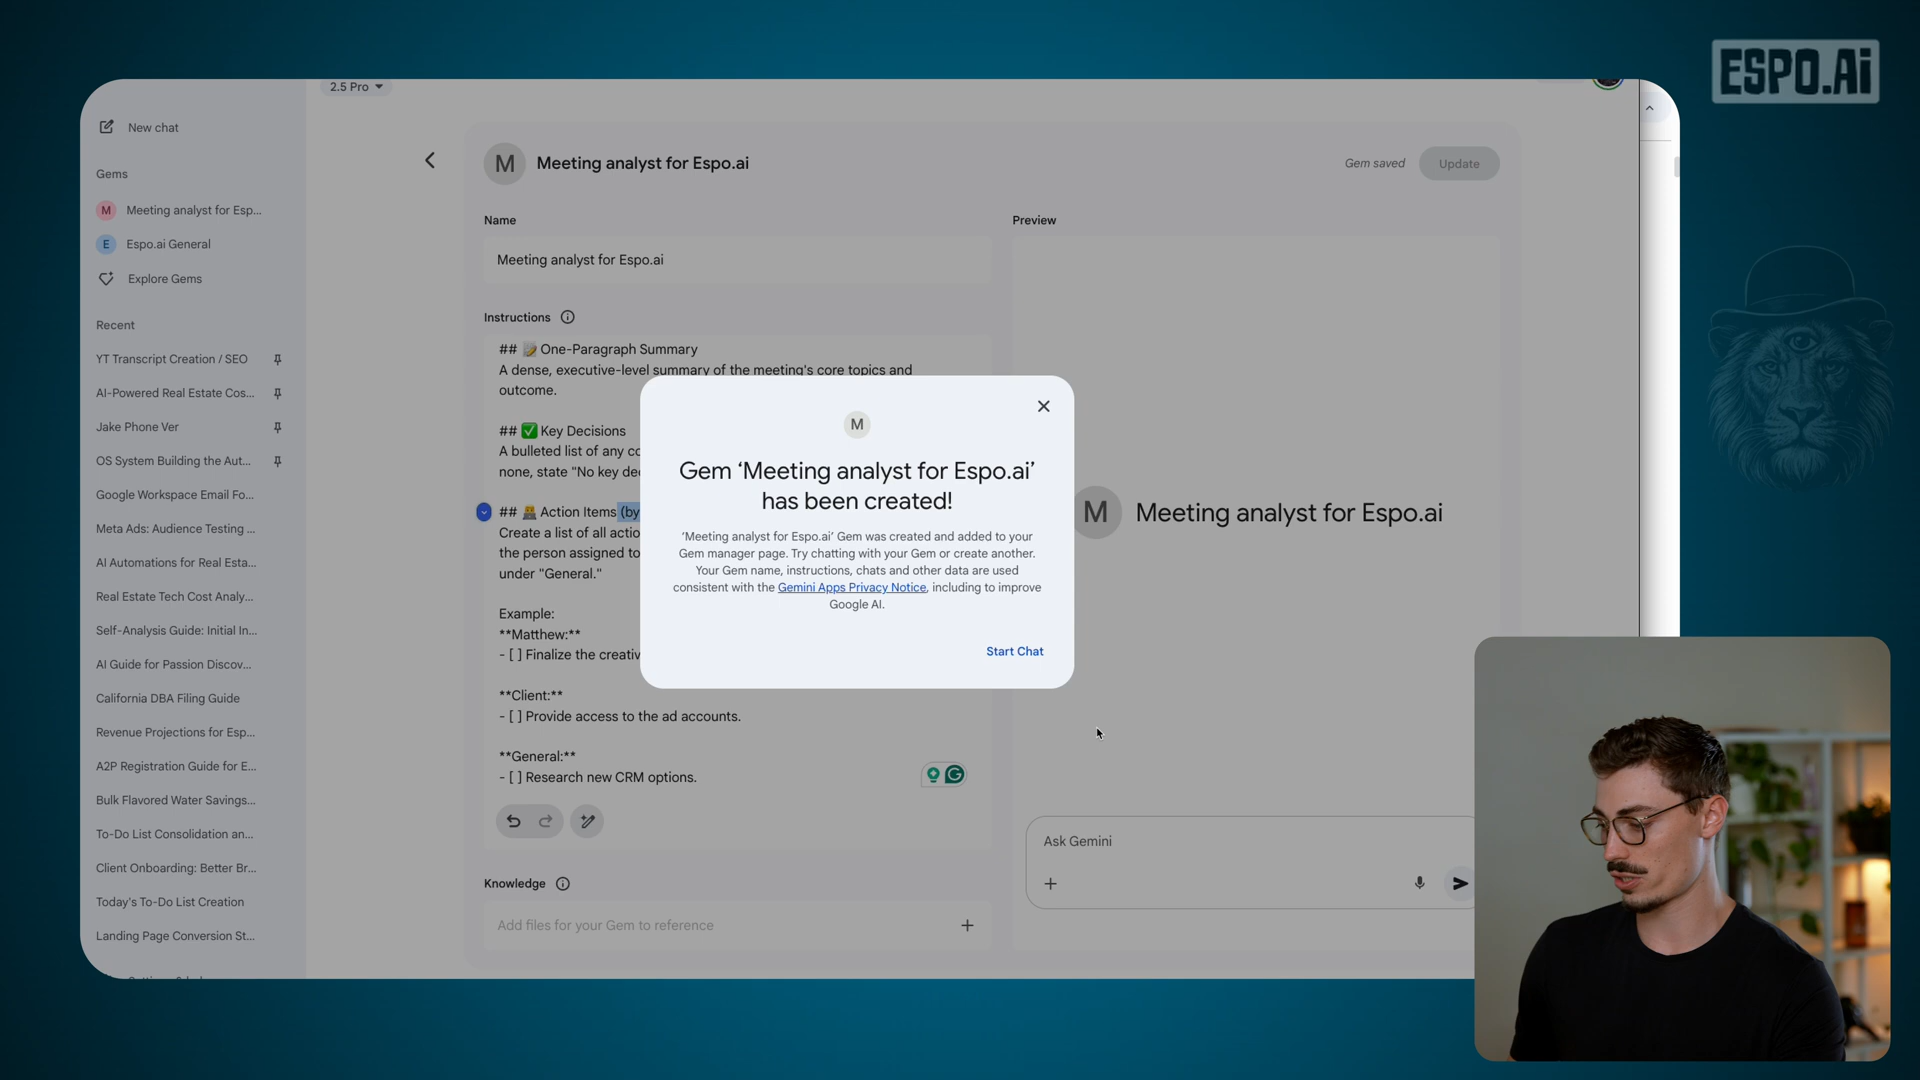 ESPO.Ai
2.5 Pro
New chat
Gems
M Meeting analyst for Esp...
E Espo.ai General
Explore Gems
Recent
YT Transcript Creation / SEO
AI-Powered Real Estate Cos...
Jake Phone Ver
OS System Building the Aut...
Google Workspace Email Fo...
Meta Ads: Audience Testing ...
AI Automations for Real Esta...
Real Estate Tech Cost Analy...
Self-Analysis Guide: Initial In...
AI Guide for Passion Discov...
California DBA Filing Guide
Revenue Projections for Esp...
A2P Registration Guide for E...
Bulk Flavored Water Savings...
To-Do List Consolidation an...
Client Onboarding: Better Br...
Today's To-Do List Creation
Landing Page Conversion St...
M Meeting analyst for Espo.ai
Gem saved
Update
Name
Meeting analyst for Espo.ai
Instructions
## 📝 One-Paragraph Summary
A dense, executive-level summary of the meeting's core topics and
outcome.
## ✅ Key Decisions
A bulleted list of any
none, state "No key
## Action Items (by
Create a list of all
the person assigned to
under "General."
Example:
**Matthew:**
- [ ] Finalize the
**Client:**
- [ ] Provide access to the ad accounts.
**General:**
- [ ] Research new CRM options.
Knowledge
Add files for your Gem to reference
Preview
M Meeting analyst for Espo.ai
Ask Gemini
M
Gem ‘Meeting analyst for Espo.ai’
has been created!
‘Meeting analyst for Espo.ai’ Gem was created and added to your
Gem manager page. Try chatting with your Gem or create another.
Your Gem name, instructions, chats and other data are used
consistent with the Gemini Apps Privacy Notice, including to improve
Google AI.
Start Chat